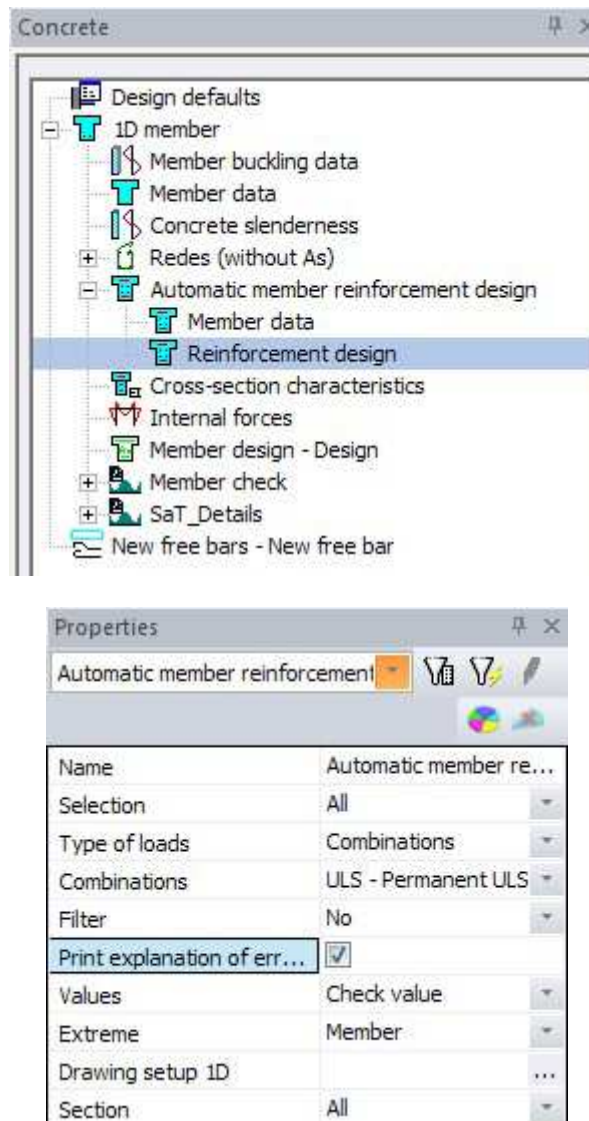 Concrete
Design defaults
1D member
Member buckling data
Member data
Concrete slenderness
Redes (without As)
Automatic member reinforcement design
Member data
Reinforcement design
Cross-section characteristics
Internal forces
Member design - Design
Member check
SaT_Details
New free bars - New free bar
Properties
Automatic member reinforcement
Name Automatic member re...
Selection All
Type of loads Combinations
Combinations ULS - Permanent ULS
Filter No
Print explanation of err...
Values Check value
Extreme Member
Drawing setup 1D ...
Section All